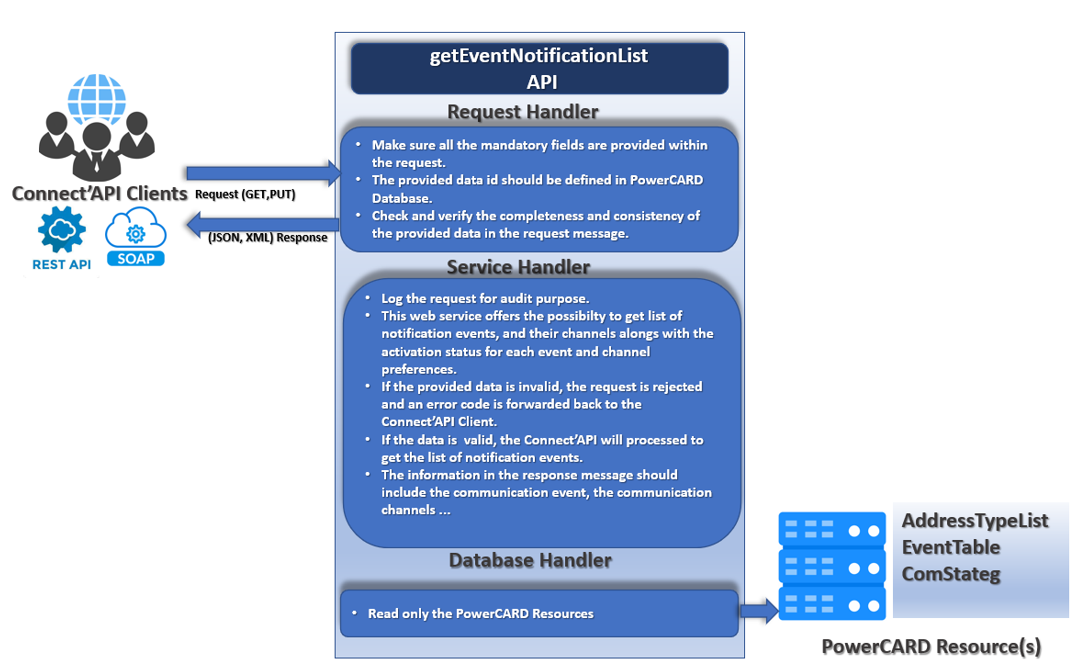 getEventNotificationList
API
Request Handler
• Make sure all the mandatory fields are provided within
the request.
• The provided data id should be defined in PowerCARD
Database.
• Check and verify the completeness and consistency of
the provided data in the request message.
Connect'API Clients
Request (GET,PUT)
(JSON, XML) Response
REST API
SOAP
Service Handler
• Log the request for audit purpose.
• This web service offers the possibilty to get list of
notification events, and their channels alongs with the
activation status for each event and channel
preferences.
• If the provided data is invalid, the request is rejected
and an error code is forwarded back to the
Connect'API Client.
• If the data is valid, the Connect'API will processed to
get the list of notification events.
• The information in the response message should
include the communication event, the communication
channels ...
Database Handler
• Read only the PowerCARD Resources
AddressTypeList
EventTable
ComStateg
PowerCARD Resource(s)